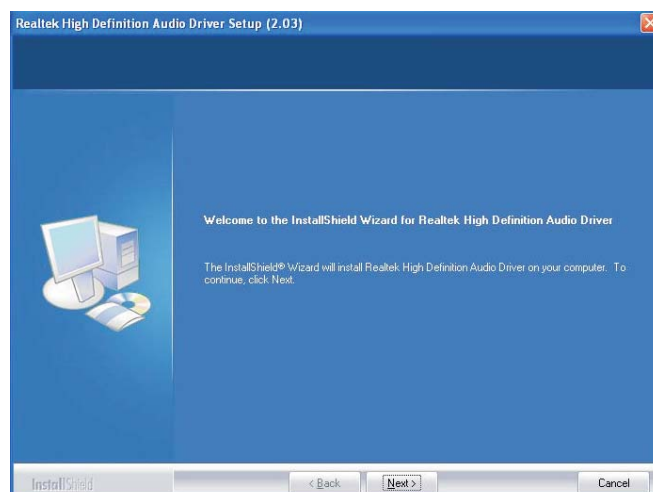 Realtek High Definition Audio Driver Setup (2.03)
Welcome to the InstallShield Wizard for Realtek High Definition Audio Driver
The InstallShield® Wizard will install Realtek High Definition Audio Driver on your computer. To
continue, click Next.
InstallShield
< Back
Next >
Cancel